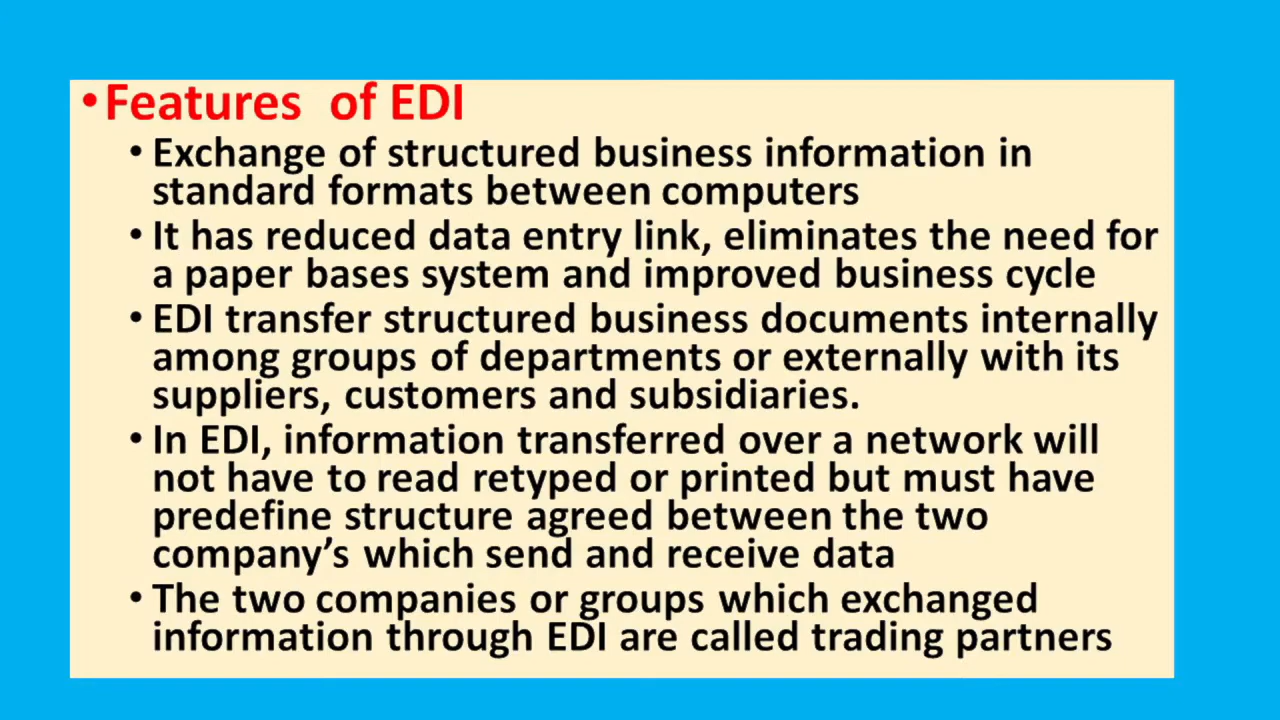 •Features of EDI
• Exchange of structured business information in
standard formats between computers
• It has reduced data entry link, eliminates the need for
a paper bases system and improved business cycle
• EDI transfer structured business documents internally
among groups of departments or externally with its
suppliers, customers and subsidiaries.
• In EDI, information transferred over a network will
not have to read retyped or printed but must have
predefine structure agreed between the two
company’s which send and receive data
• The two companies or groups which exchanged
information through EDI are called trading partners